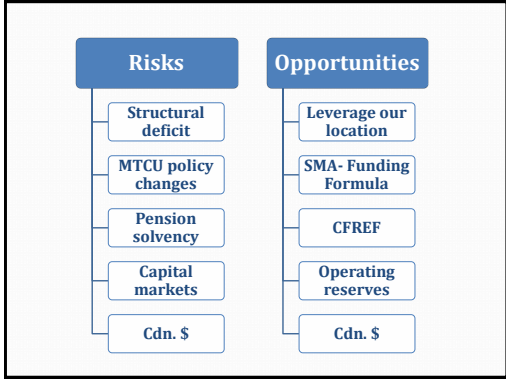 Risks
Structural
deficit
MTCU policy
changes
Pension
solvency
Capital
markets
Cdn. $
Opportunities
Leverage our
location
SMA- Funding
Formula
CFREF
Operating
reserves
Cdn. $